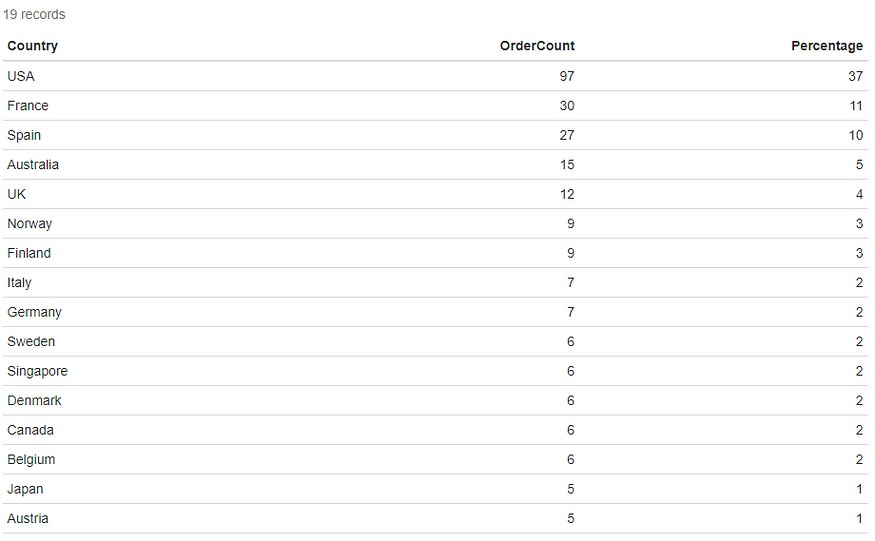 19 records
Country OrderCount Percentage
USA 97 37
France 30 11
Spain 27 10
Australia 15 5
UK 12 4
Norway 9 3
Finland 9 3
Italy 7 2
Germany 7 2
Sweden 6 2
Singapore 6 2
Denmark 6 2
Canada 6 2
Belgium 6 2
Japan 5 1
Austria 5 1